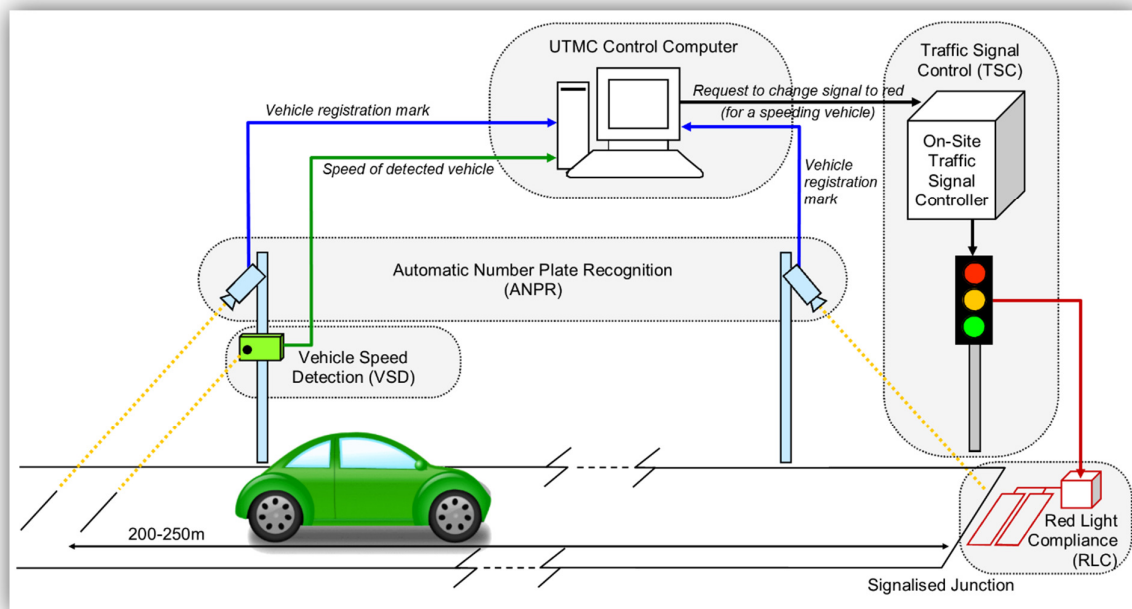 UTMC Control Computer
Traffic Signal
Control (TSC)
Vehicle registration mark
Request to change signal to red
(for a speeding vehicle)
Speed of detected vehicle
Vehicle
registration
mark
On-Site
Traffic
Signal
Controller
Automatic Number Plate Recognition
(ANPR)
Vehicle Speed
Detection (VSD)
200-250m
Red Light
Compliance
(RLC)
Signalised Junction